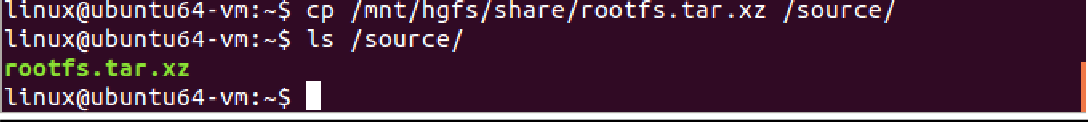 linux@ubuntu64-vm:~$ cp /mnt/hgfs/share/rootfs.tar.xz /source/
linux@ubuntu64-vm:~$ ls /source/
rootfs.tar.xz
linux@ubuntu64-vm:~$